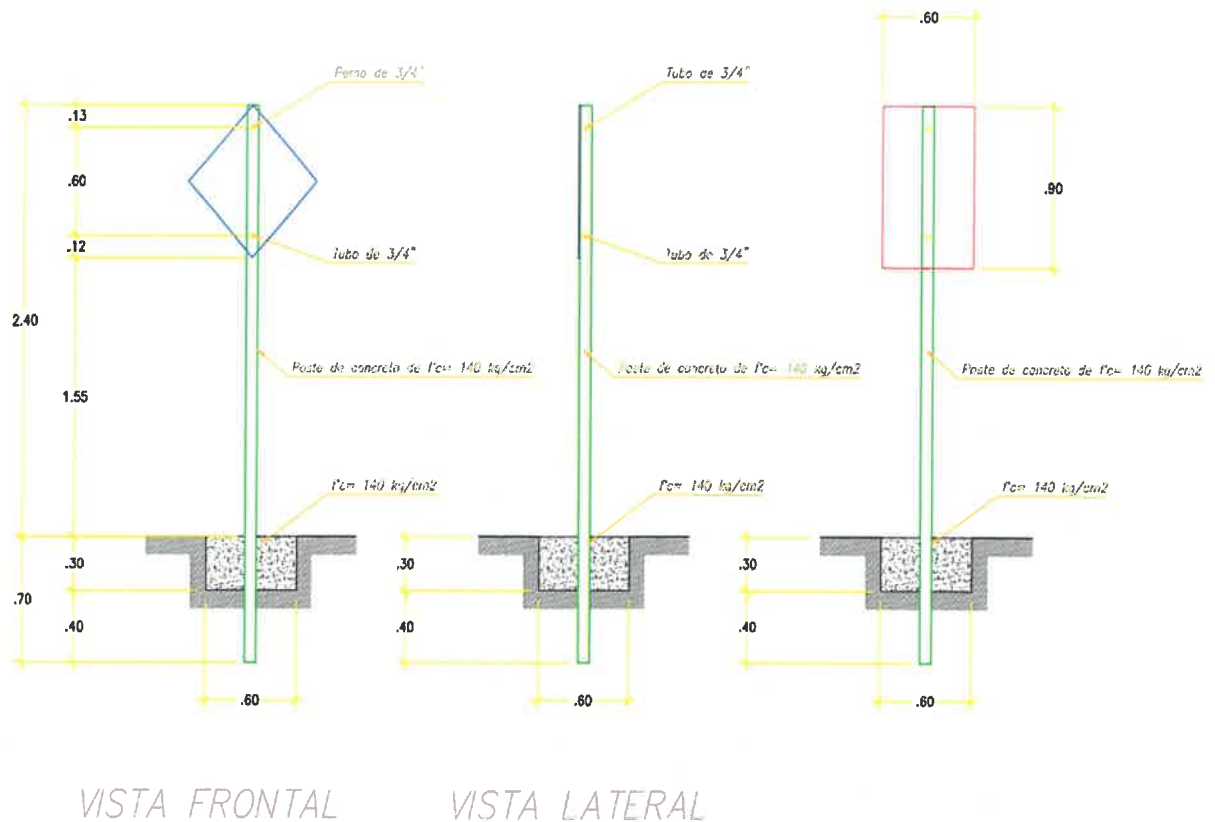 .60
Perno de 3/4"
Tubo de 3/4"
.13
.60
.90
.12
Tubo de 3/4"
Tubo de 3/4"
2.40
Poste de concreto de f'c= 140 kg/cm2
Poste de concreto de f'c= 140 kg/cm2
Poste de concreto de f'c= 140 kg/cm2
1.55
f'c= 140 kg/cm2
f'c= 140 kg/cm2
f'c= 140 kg/cm2
.30
.30
.30
.70
.40
.40
.40
.60
.60
.60
VISTA FRONTAL
VISTA LATERAL